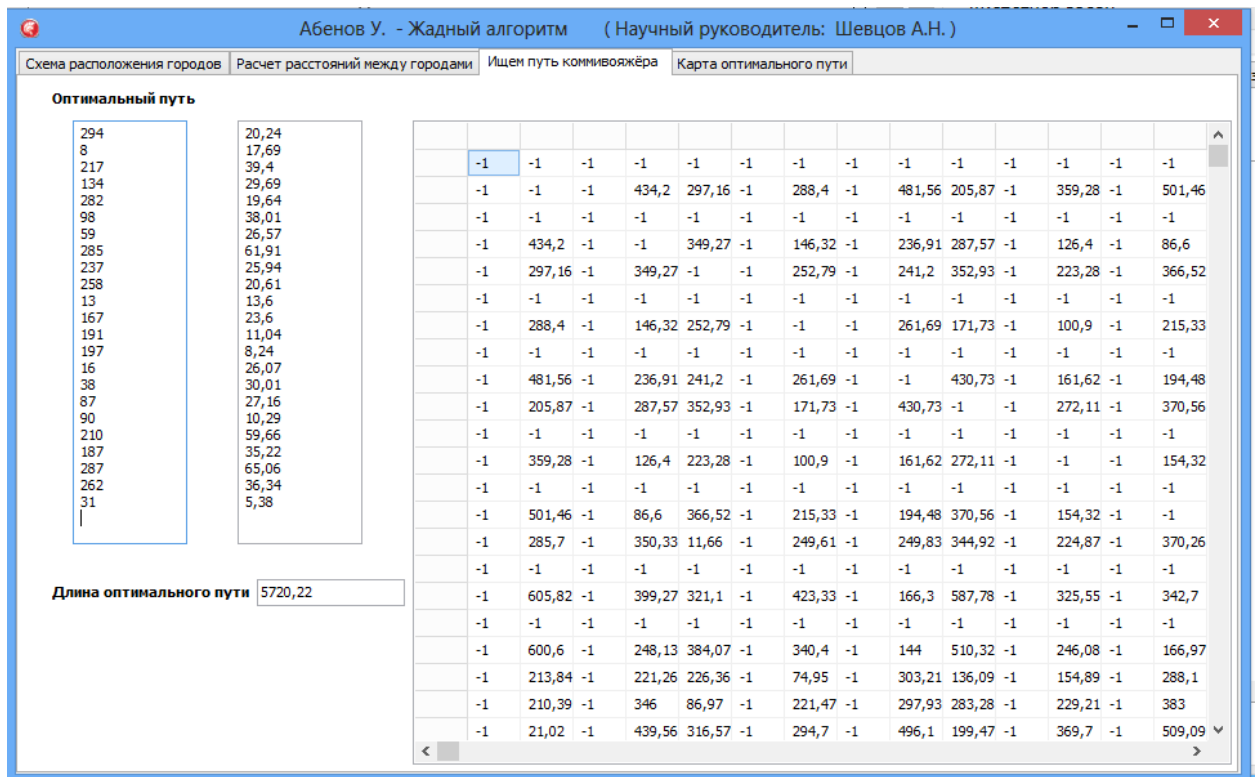 Абенов У. - Жадный алгоритм ( Научный руководитель: Шевцов А.Н. )
Схема расположения городов Расчет расстояний между городами Ищем путь коммивояжёра Карта оптимального пути
Оптимальный путь
294
8
217
134
282
98
59
285
237
258
13
167
191
197
16
38
87
90
210
187
287
262
31
20,24
17,69
39,4
29,69
19,64
38,01
26,57
61,91
25,94
20,61
13,6
23,6
11,04
8,24
26,07
30,01
27,16
10,29
59,66
35,22
65,06
36,34
5,38
Длина оптимального пути 5720,22
-1 -1 -1 -1 -1 -1 -1 -1 -1 -1 -1 -1 -1 -1
-1 -1 -1 434,2 297,16 -1 288,4 -1 481,56 205,87 -1 359,28 -1 501,46
-1 -1 -1 -1 -1 -1 -1 -1 -1 -1 -1 -1 -1 -1
-1 434,2 -1 -1 349,27 -1 146,32 -1 236,91 287,57 -1 126,4 -1 86,6
-1 297,16 -1 349,27 -1 -1 252,79 -1 241,2 352,93 -1 223,28 -1 366,52
-1 -1 -1 -1 -1 -1 -1 -1 -1 -1 -1 -1 -1 -1
-1 288,4 -1 146,32 252,79 -1 -1 -1 261,69 171,73 -1 100,9 -1 215,33
-1 -1 -1 -1 -1 -1 -1 -1 -1 -1 -1 -1 -1 -1
-1 481,56 -1 236,91 241,2 -1 261,69 -1 -1 430,73 -1 161,62 -1 194,48
-1 205,87 -1 287,57 352,93 -1 171,73 -1 430,73 -1 -1 272,11 -1 370,56
-1 -1 -1 -1 -1 -1 -1 -1 -1 -1 -1 -1 -1 -1
-1 359,28 -1 126,4 223,28 -1 100,9 -1 161,62 272,11 -1 -1 -1 154,32
-1 -1 -1 -1 -1 -1 -1 -1 -1 -1 -1 -1 -1 -1
-1 501,46 -1 86,6 366,52 -1 215,33 -1 194,48 370,56 -1 154,32 -1 -1
-1 285,7 -1 350,33 11,66 -1 249,61 -1 249,83 344,92 -1 224,87 -1 370,26
-1 -1 -1 -1 -1 -1 -1 -1 -1 -1 -1 -1 -1 -1
-1 605,82 -1 399,27 321,1 -1 423,33 -1 166,3 587,78 -1 325,55 -1 342,7
-1 -1 -1 -1 -1 -1 -1 -1 -1 -1 -1 -1 -1 -1
-1 600,6 -1 248,13 384,07 -1 340,4 -1 144 510,32 -1 246,08 -1 166,97
-1 213,84 -1 221,26 226,36 -1 74,95 -1 303,21 136,09 -1 154,89 -1 288,1
-1 210,39 -1 346 86,97 -1 221,47 -1 297,93 283,28 -1 229,21 -1 383
-1 21,02 -1 439,56 316,57 -1 294,7 -1 496,1 199,47 -1 369,7 -1 509,09